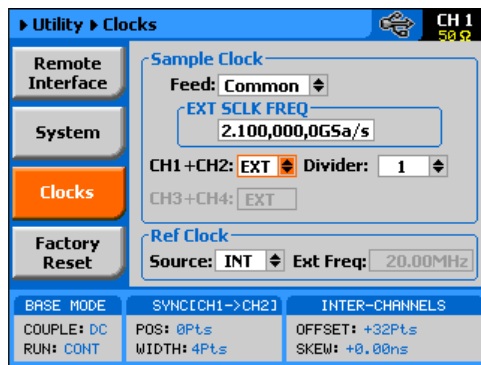 Utility ▸ Clocks
CH 1
50 Ω
Remote Interface
System
Clocks
Factory Reset
Sample Clock
Feed: Common
EXT SCLK FREQ
2.100,000,0GSa/s
CH1+CH2: EXT Divider: 1
CH3+CH4: EXT
Ref Clock
Source: INT Ext Freq: 20.00MHz
BASE MODE
COUPLE: DC
RUN: CONT
SYNC[CH1->CH2]
POS: 0Pts
WIDTH: 4Pts
INTER-CHANNELS
OFFSET: +32Pts
SKEW: +0.00ns